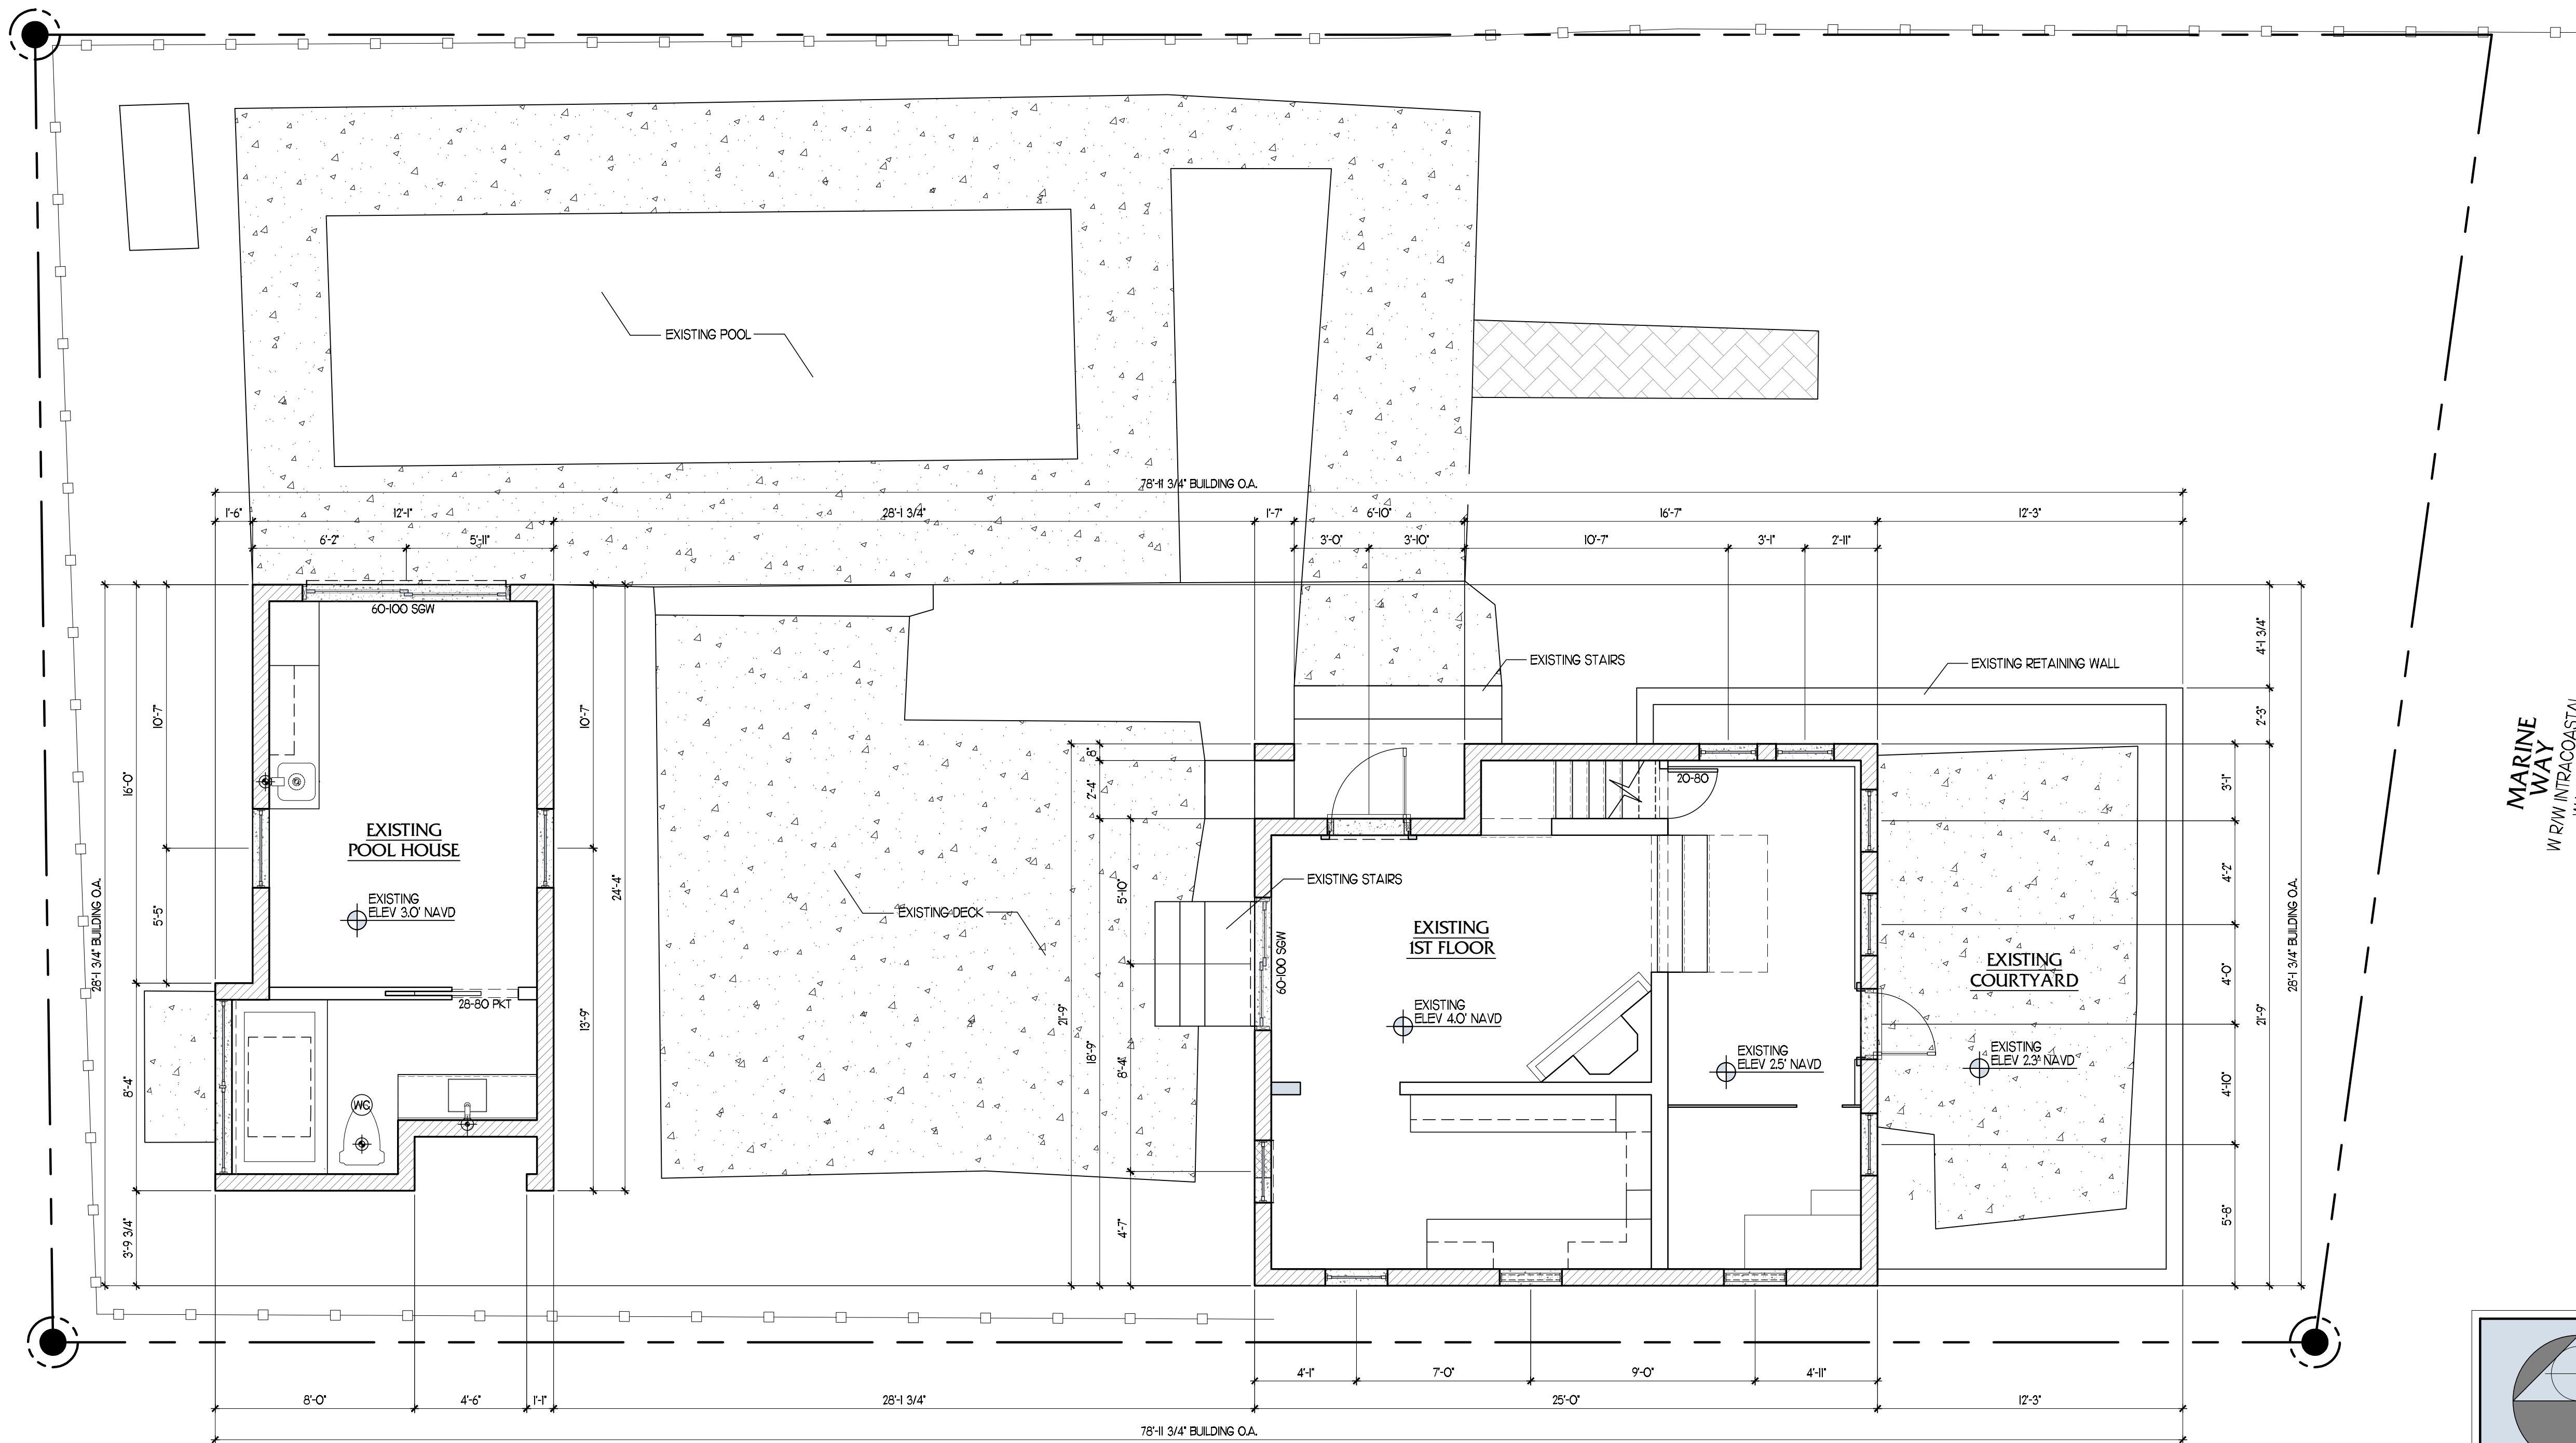 EXISTING POOL
78'-11 3/4" BUILDING O.A.
1'-6"
12'-1"
28'-1 3/4"
1'-7"
6'-10"
16'-7"
12'-3"
6'-2"
5'-11"
3'-0"
3'-10"
10'-7"
3'-1"
2'-11"
60-100 SGW
EXISTING STAIRS
EXISTING RETAINING WALL
4'-1 3/4"
2'-3"
10'-7"
16'-0"
10'-7"
8"
2'-4"
20-80
3'-1"
MARINE
WAY
EXISTING
POOL HOUSE
EXISTING
ELEV 3.0' NAVD
5'-5"
28'-1 3/4" BUILDING O.A.
24'-4"
EXISTING DECK
EXISTING STAIRS
5'-10"
60-100 SGW
EXISTING
1ST FLOOR
EXISTING
ELEV 4.0' NAVD
4'-2"
28'-1 3/4" BUILDING O.A.
EXISTING
COURTYARD
4'-0"
21'-9"
28-80 PKT
13'-9"
21'-9"
18'-9"
8'-4"
EXISTING
ELEV 2.5' NAVD
EXISTING
ELEV 2.3' NAVD
4'-10"
8'-4"
WC
3'-9 3/4"
4'-7"
5'-8"
4'-1"
7'-0"
9'-0"
4'-11"
8'-0"
4'-6"
1'-1"
28'-1 3/4"
25'-0"
12'-3"
78'-11 3/4" BUILDING O.A.